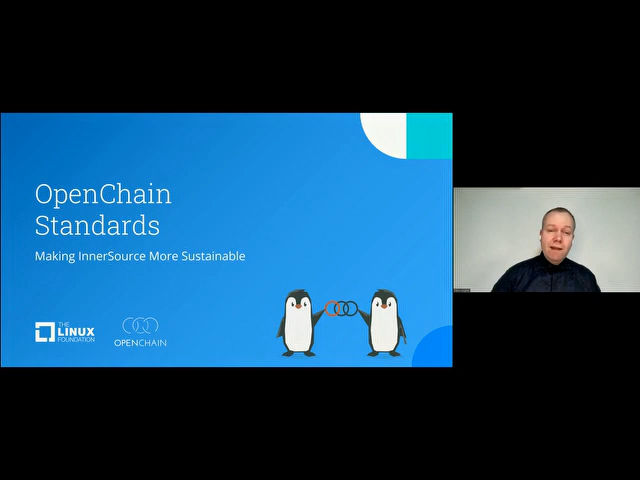 OpenChain
Standards
Making InnerSource More Sustainable
THE
LINUX
FOUNDATION
OPENCHAIN